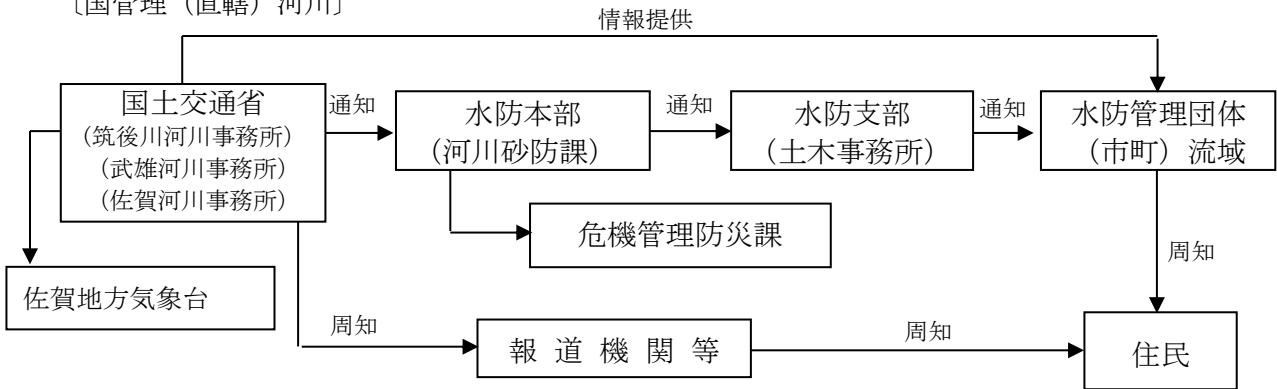 〔国管理（直轄）河川〕
情報提供
国土交通省
(筑後川河川事務所)
(武雄河川事務所)
(佐賀河川事務所)
通知
水防本部
(河川砂防課)
通知
水防支部
(土木事務所)
通知
水防管理団体
(市町）流域
危機管理防災課
周知
佐賀地方気象台
周知
報 道 機 関 等
周知
住民